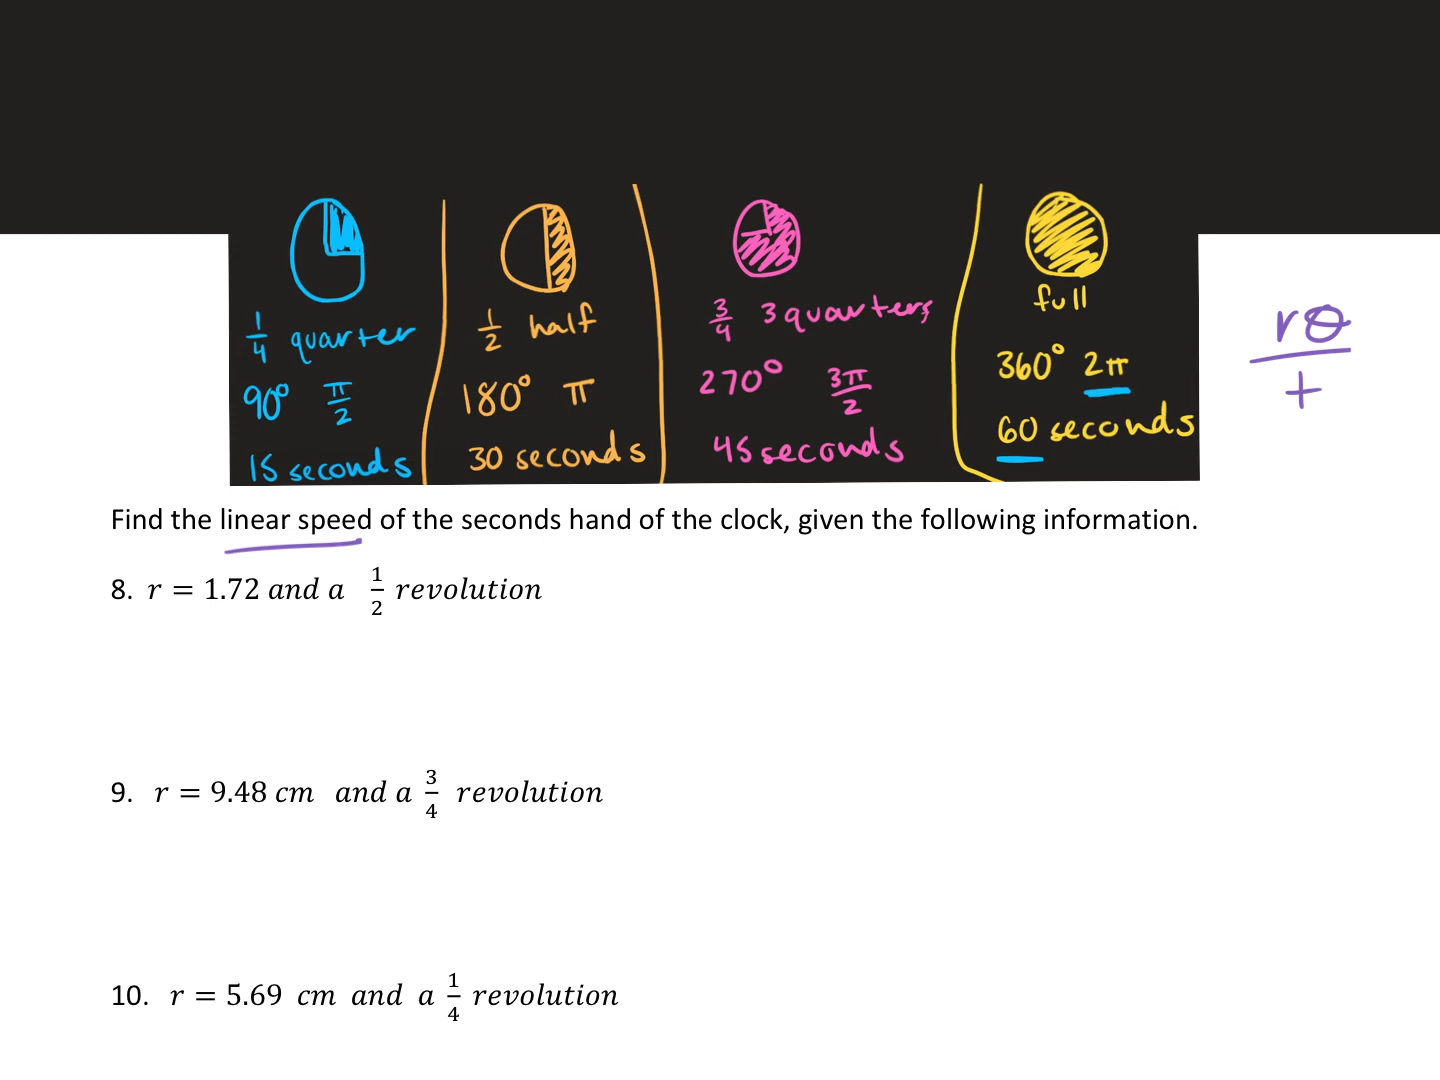 1/4 quarter
90° π/2
15 seconds
1/2 half
180° π
30 seconds
3/4 3 quarters
270° 3π/2
45 seconds
full
360° 2π
60 seconds
rθ/t
Find the linear speed of the seconds hand of the clock, given the following information.
8. r = 1.72 and a 1/2 revolution
9. r = 9.48 cm and a 3/4 revolution
10. r = 5.69 cm and a 1/4 revolution